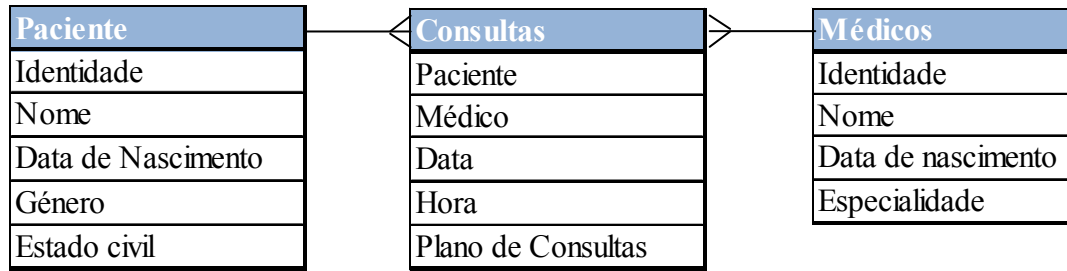 Paciente
Identidade
Nome
Data de Nascimento
Género
Estado civil
Consultas
Paciente
Médico
Data
Hora
Plano de Consultas
Médicos
Identidade
Nome
Data de nascimento
Especialidade